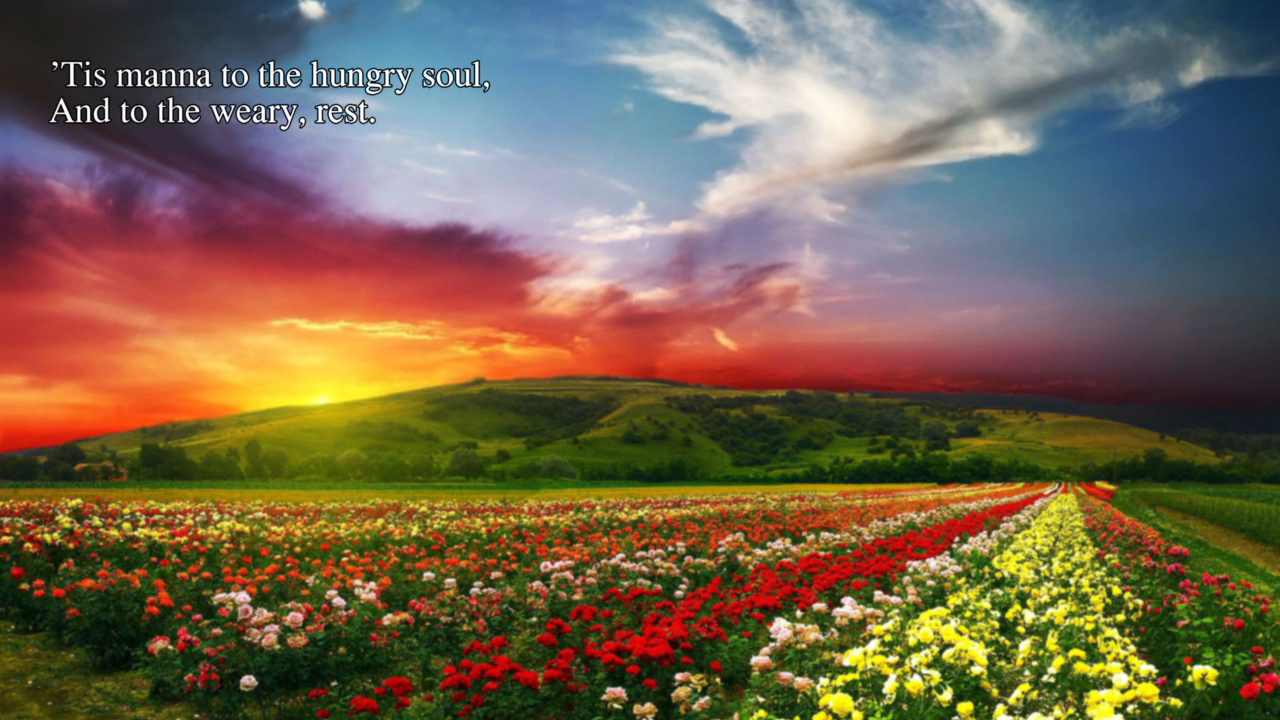 ’Tis manna to the hungry soul,
And to the weary, rest.